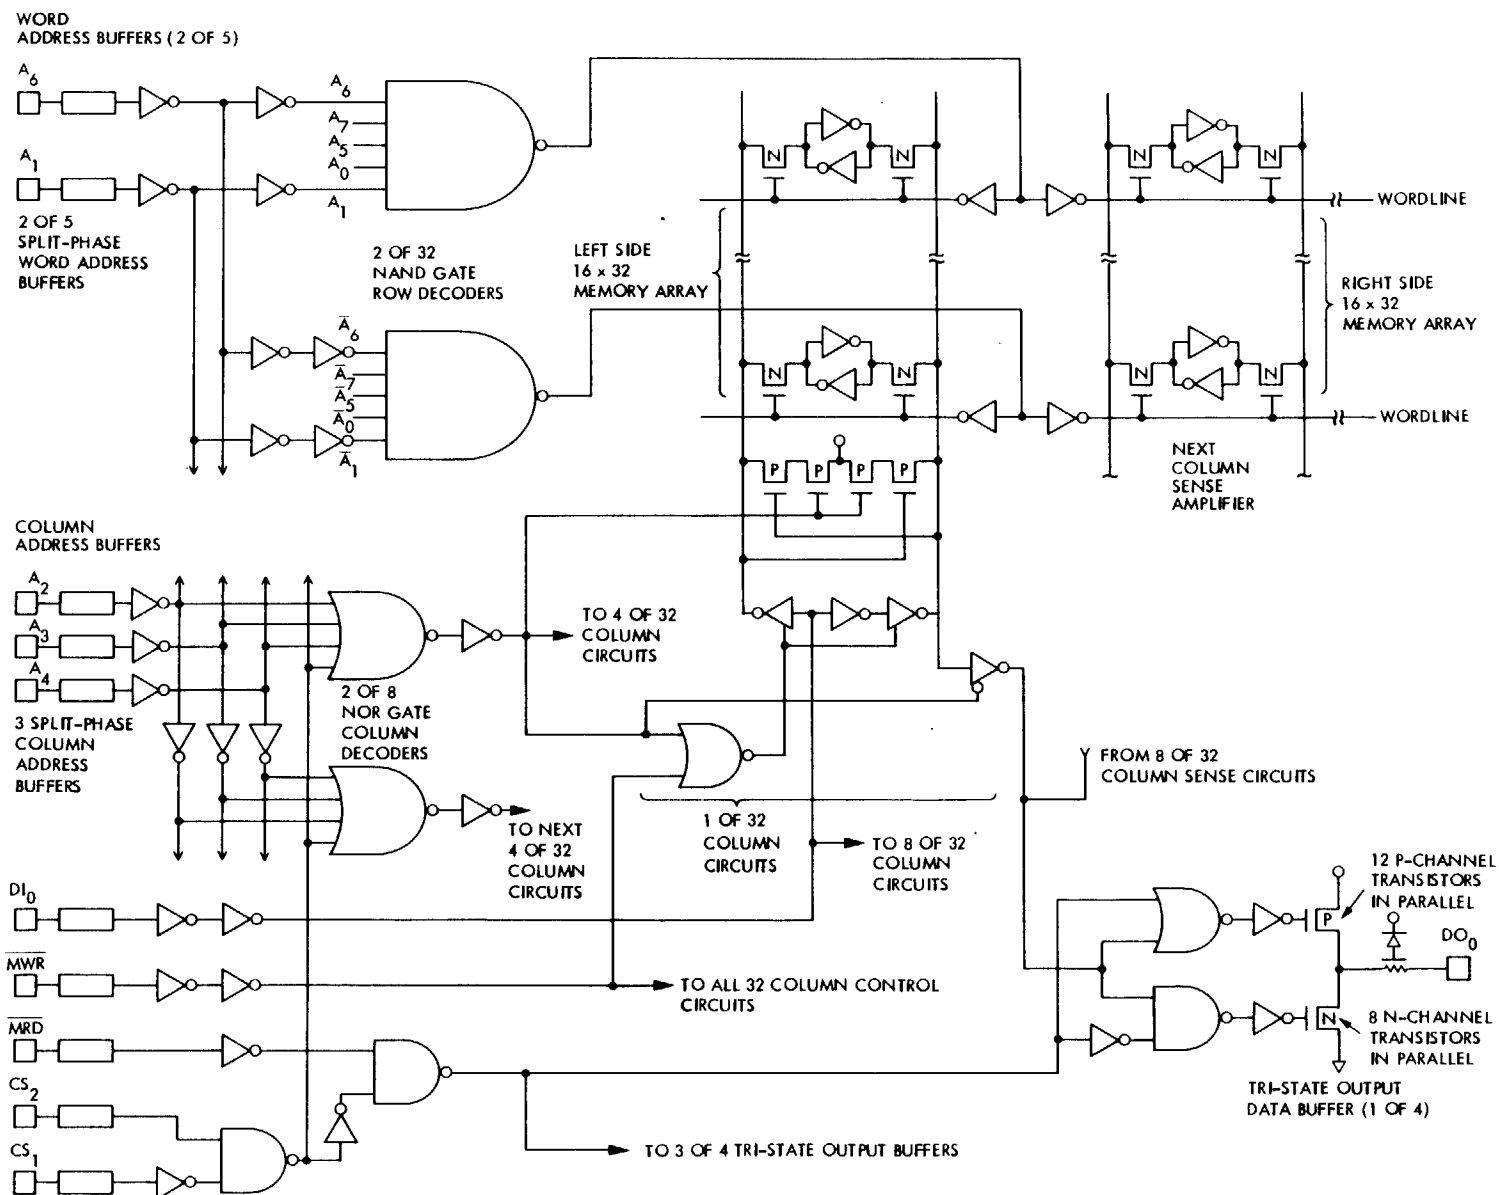 WORD
ADDRESS BUFFERS (2 OF 5)
A6
A1
2 OF 5
SPLIT-PHASE
WORD ADDRESS
BUFFERS
A6
A7
A5
A0
A1
2 OF 32
NAND GATE
ROW DECODERS
A̅6
A̅7
A̅5
A̅0
A̅1
LEFT SIDE
16 x 32
MEMORY ARRAY
N
N
N
N
WORDLINE
RIGHT SIDE
16 x 32
MEMORY ARRAY
N
N
N
N
WORDLINE
P
P
P
P
NEXT
COLUMN
SENSE
AMPLIFIER
COLUMN
ADDRESS BUFFERS
A2
A3
A4
3 SPLIT-PHASE
COLUMN
ADDRESS
BUFFERS
2 OF 8
NOR GATE
COLUMN
DECODERS
TO 4 OF 32
COLUMN
CIRCUITS
TO NEXT
4 OF 32
COLUMN
CIRCUITS
1 OF 32
COLUMN
CIRCUITS
TO 8 OF 32
COLUMN
CIRCUITS
FROM 8 OF 32
COLUMN SENSE CIRCUITS
DI0
M̅W̅R̅
TO ALL 32 COLUMN CONTROL
CIRCUITS
M̅R̅D̅
CS2
CS1
TO 3 OF 4 TRI-STATE OUTPUT BUFFERS
12 P-CHANNEL
TRANSISTORS
IN PARALLEL
P
DO0
N
8 N-CHANNEL
TRANSISTORS
IN PARALLEL
TRI-STATE OUTPUT
DATA BUFFER (1 OF 4)